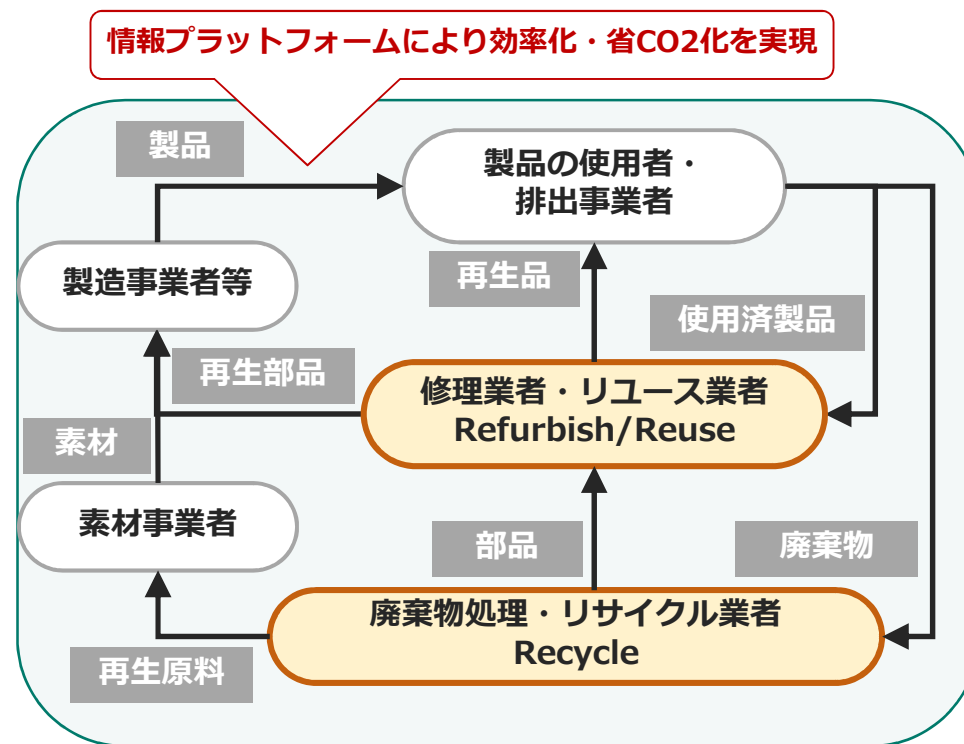 情報プラットフォームにより効率化・省CO2化を実現
製品
製品の使用者・
排出事業者
製造事業者等
再生品
使用済製品
再生部品
修理業者・リユース業者
Refurbish/Reuse
素材
素材事業者
部品
廃棄物
廃棄物処理・リサイクル業者
Recycle
再生原料